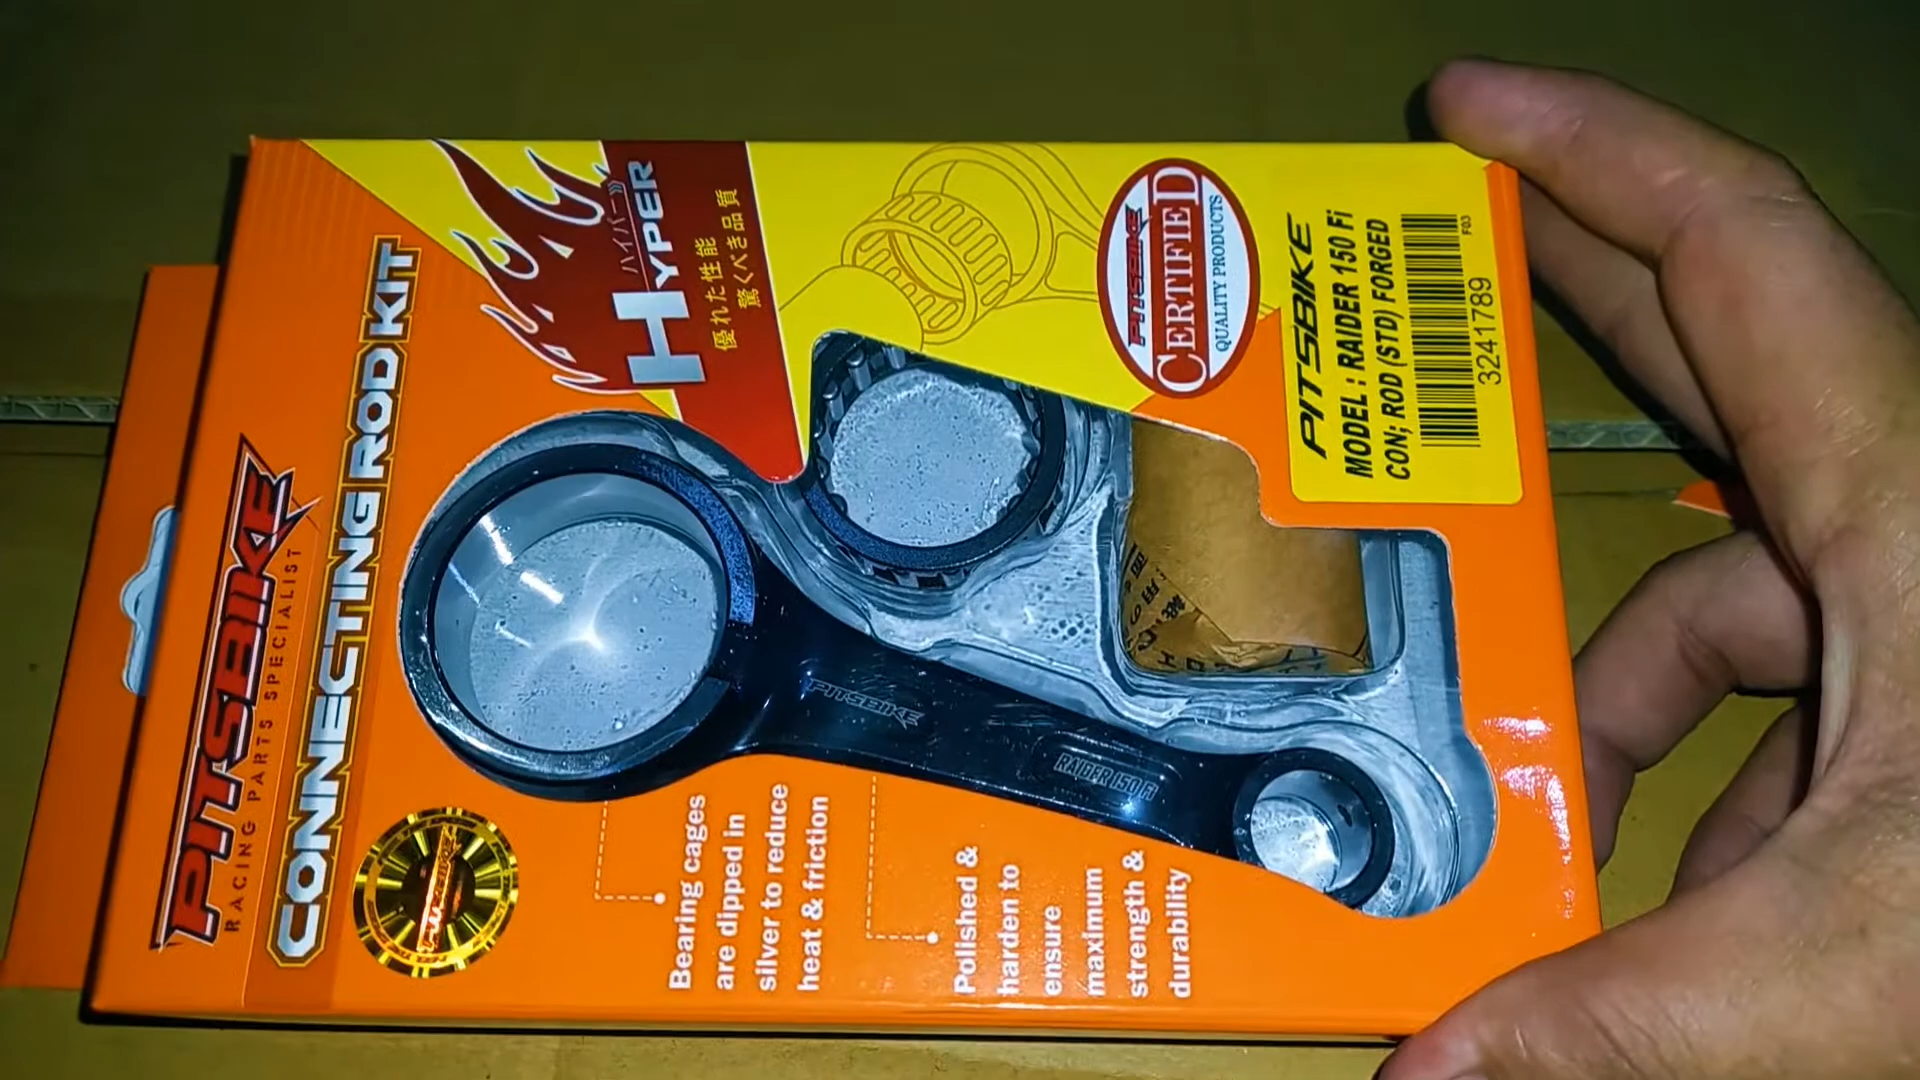 PITSBIKE
RACING PARTS SPECIALIST
CONNECTING ROD KIT
ハイパー
HYPER
優れた性能
驚くべき品質
PITSBIKE
CERTIFIED
QUALITY PRODUCTS
PITSBIKE
MODEL : RAIDER 150 Fi
CON; ROD (STD) FORGED
3241789
F03
PITSBIKE
RAIDER 150 Fi
Bearing cages
are dipped in
silver to reduce
heat & friction
Polished &
harden to
ensure
maximum
strength &
durability